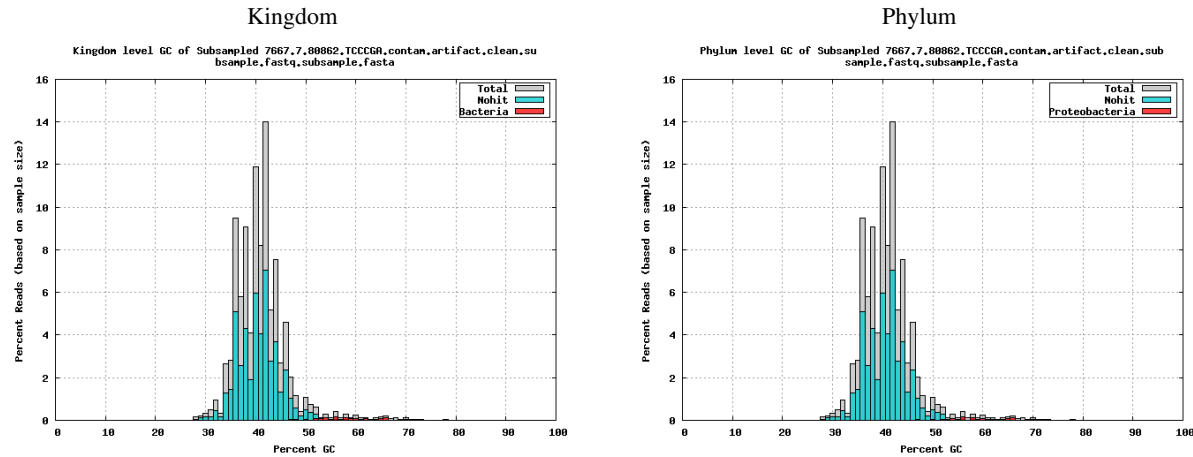 Kingdom
Kingdom level GC of Subsampled 7667.7.80862.TCCCGA.contam.artifact.clean.su
bsample.fastq.subsample.fasta
16
14
12
10
8
6
4
2
0
Percent Reads (based on sample size)
Total
Nohit
Bacteria
0 10 20 30 40 50 60 70 80 90 100
Percent GC
Phylum
Phylum level GC of Subsampled 7667.7.80862.TCCCGA.contam.artifact.clean.sub
sample.fastq.subsample.fasta
16
14
12
10
8
6
4
2
0
Percent Reads (based on sample size)
Total
Nohit
Proteobacteria
0 10 20 30 40 50 60 70 80 90 100
Percent GC